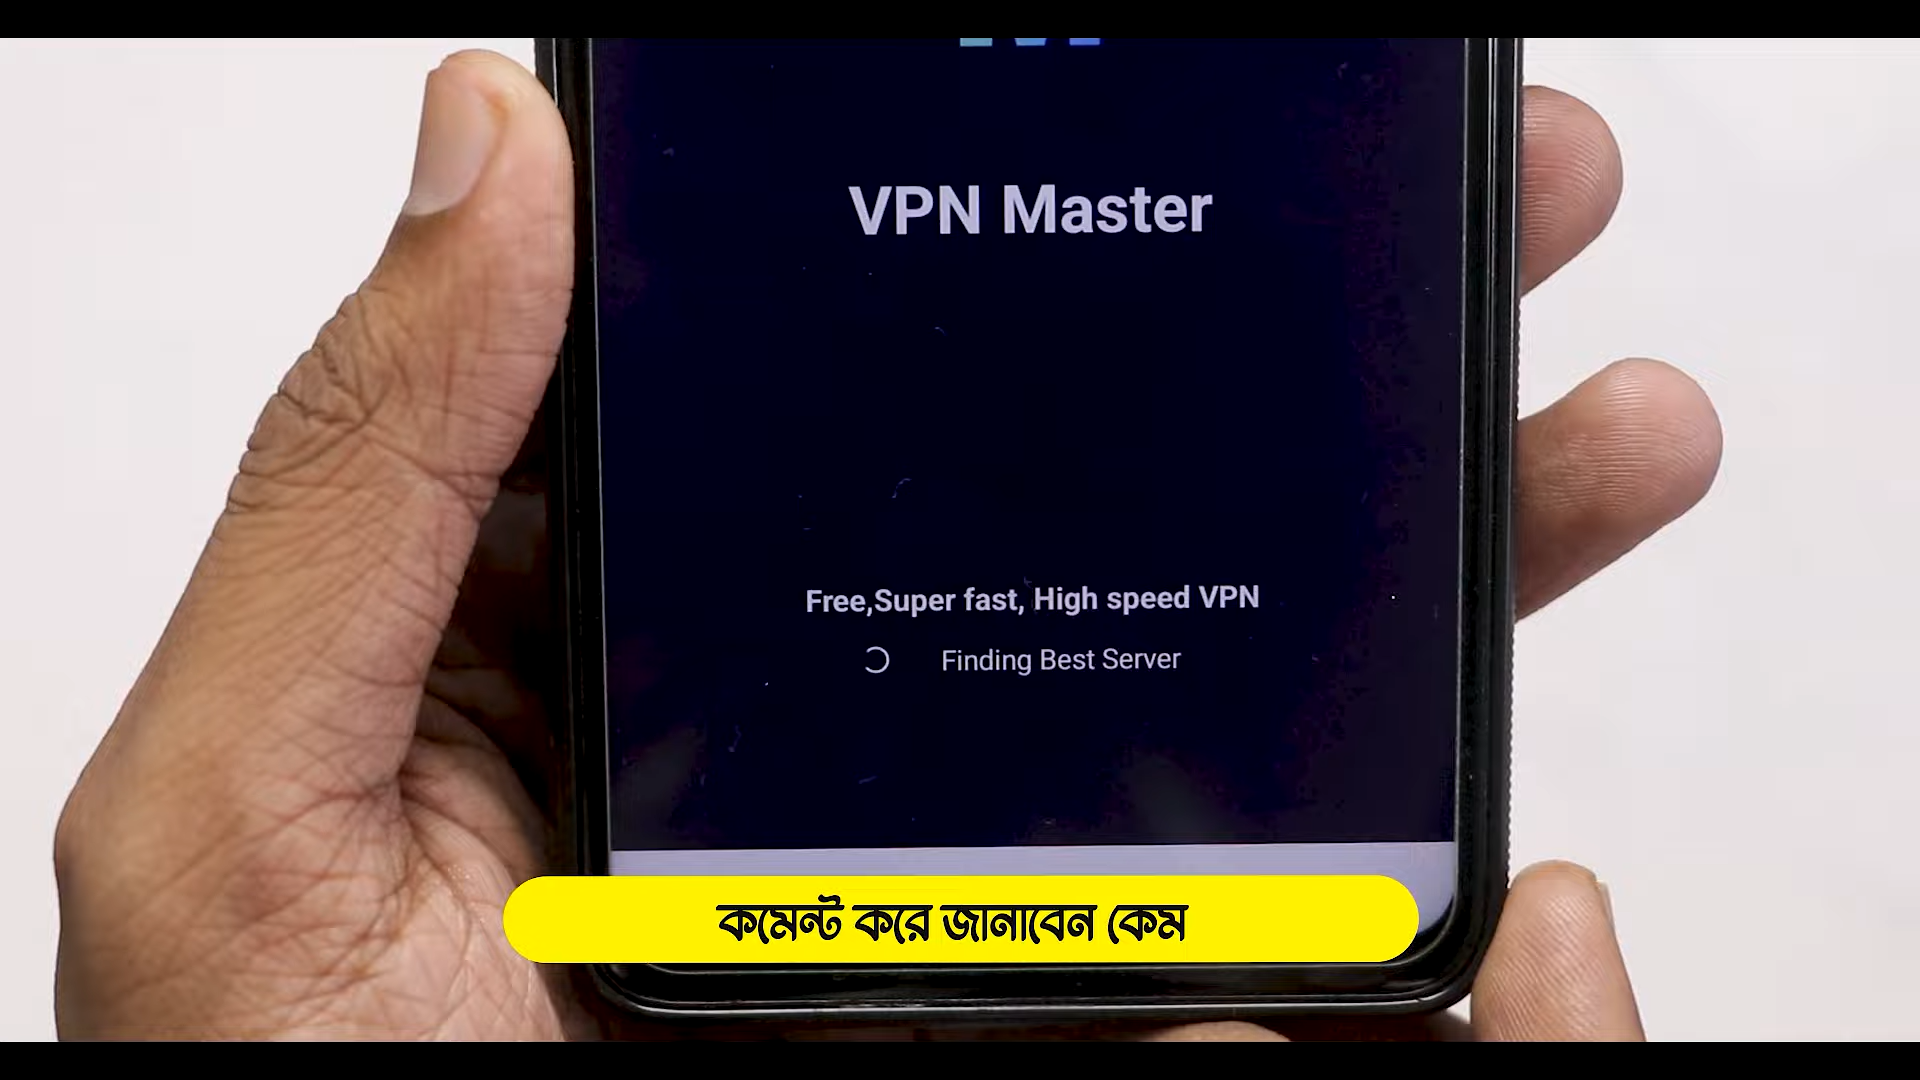 VPN Master
Free,Super fast, High speed VPN
Finding Best Server
কমেন্ট করে জানাবেন কেম